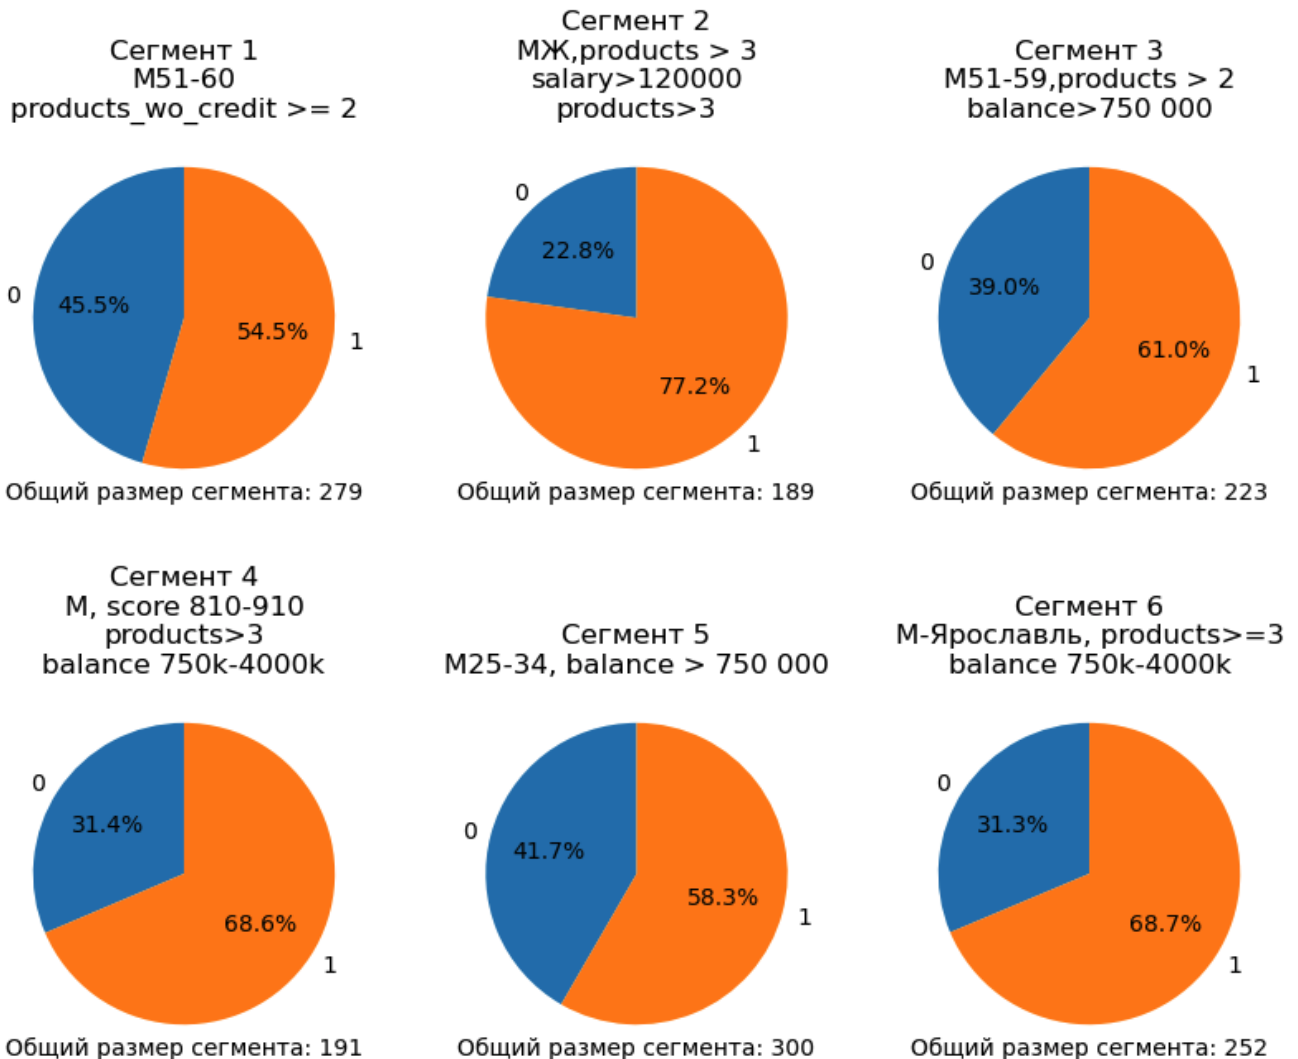 Сегмент 1
М51-60
products_wo_credit >= 2
0
45.5%
54.5%
1
Общий размер сегмента: 279
Сегмент 2
МЖ,products > 3
salary>120000
products>3
0
22.8%
77.2%
1
Общий размер сегмента: 189
Сегмент 3
М51-59,products > 2
balance>750 000
0
39.0%
61.0%
1
Общий размер сегмента: 223
Сегмент 4
М, score 810-910
products>3
balance 750k-4000k
0
31.4%
68.6%
1
Общий размер сегмента: 191
Сегмент 5
М25-34, balance > 750 000
0
41.7%
58.3%
1
Общий размер сегмента: 300
Сегмент 6
М-Ярославль, products>=3
balance 750k-4000k
0
31.3%
68.7%
1
Общий размер сегмента: 252